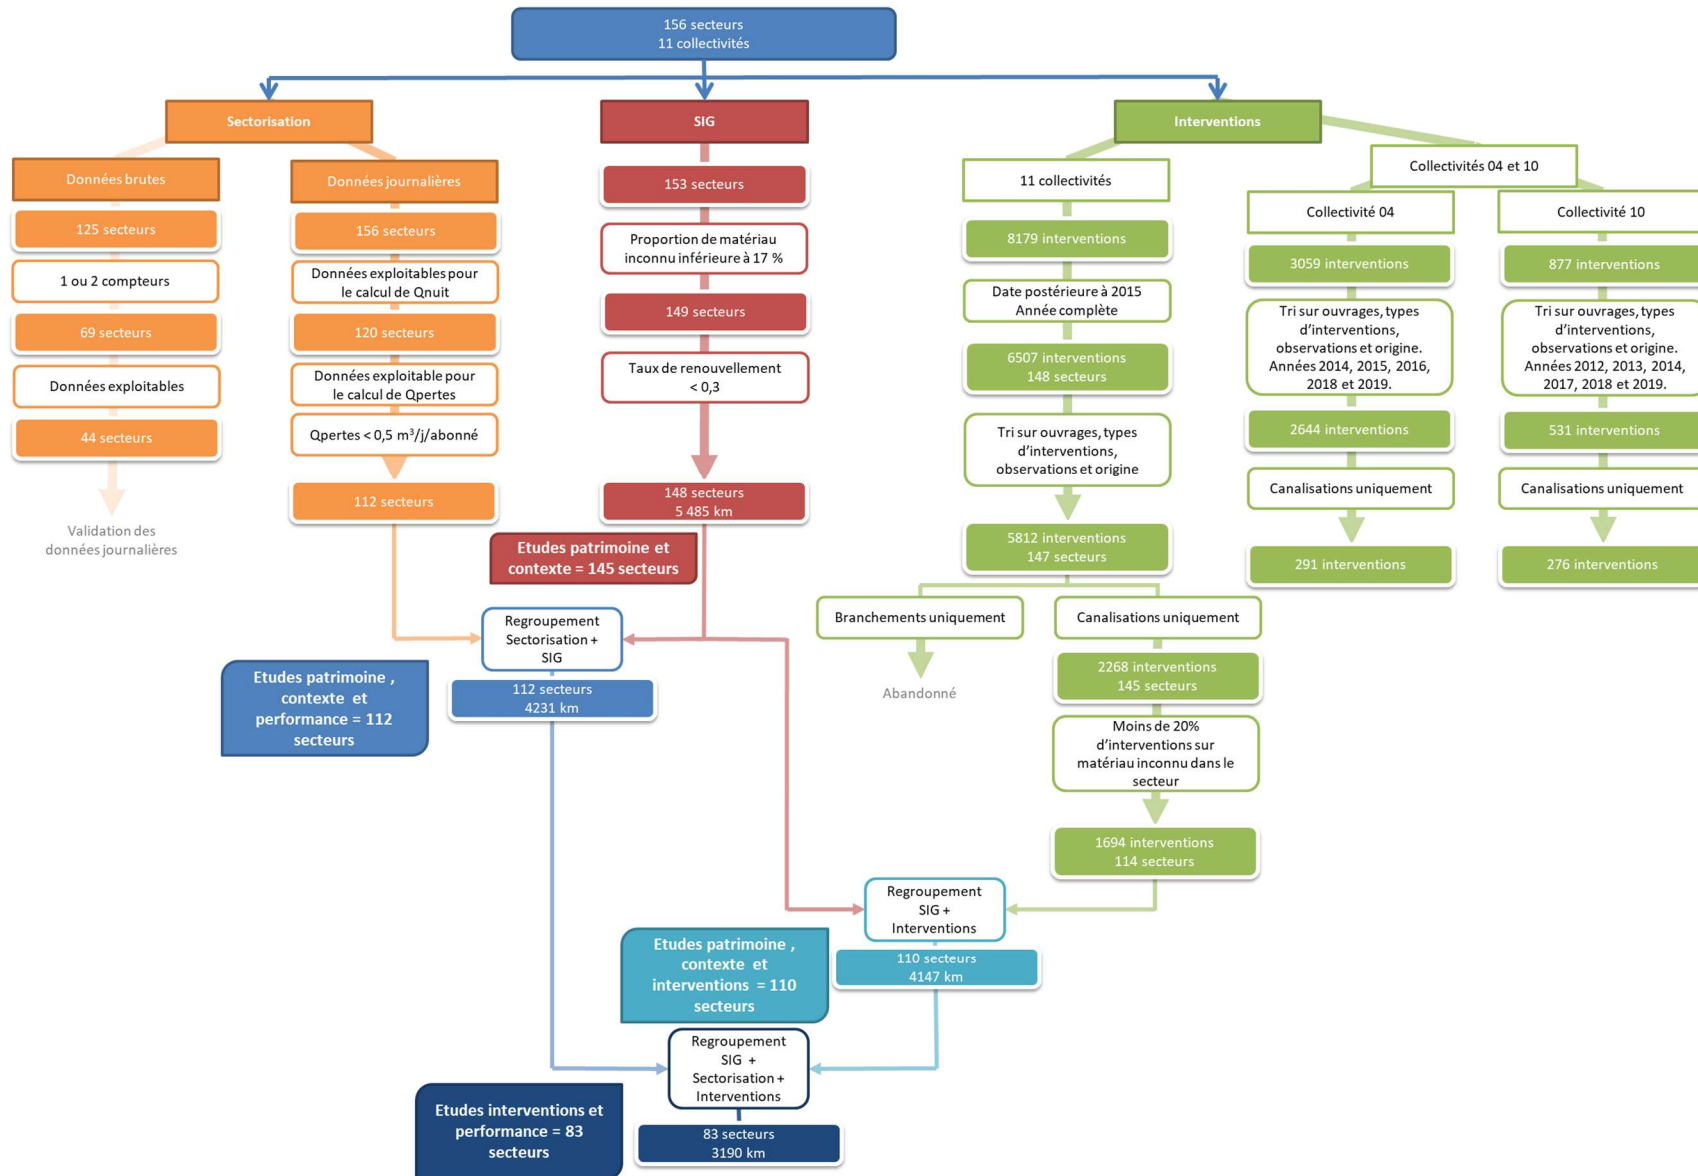 156 secteurs
11 collectivités
Sectorisation
Données brutes
125 secteurs
1 ou 2 compteurs
69 secteurs
Données exploitables
44 secteurs
Validation des
données journalières
Données journalières
156 secteurs
Données exploitables pour
le calcul de Qnuit
120 secteurs
Données exploitable pour
le calcul de Qpertes
Qpertes < 0,5 m³/j/abonné
112 secteurs
SIG
153 secteurs
Proportion de matériau
inconnu inférieure à 17 %
149 secteurs
Taux de renouvellement
< 0,3
148 secteurs
5 485 km
Etudes patrimoine et
contexte = 145 secteurs
Interventions
11 collectivités
8179 interventions
Date postérieure à 2015
Année complète
6507 interventions
148 secteurs
Tri sur ouvrages, types
d’interventions,
observations et origine
5812 interventions
147 secteurs
Branchements uniquement
Abandonné
Canalisations uniquement
2268 interventions
145 secteurs
Moins de 20%
d’interventions sur
matériau inconnu dans le
secteur
1694 interventions
114 secteurs
Collectivités 04 et 10
Collectivité 04
3059 interventions
Tri sur ouvrages, types
d’interventions,
observations et origine.
Années 2014, 2015, 2016,
2018 et 2019.
2644 interventions
Canalisations uniquement
291 interventions
Collectivité 10
877 interventions
Tri sur ouvrages, types
d’interventions,
observations et origine.
Années 2012, 2013, 2014,
2017, 2018 et 2019.
531 interventions
Canalisations uniquement
276 interventions
Regroupement
Sectorisation +
SIG
112 secteurs
4231 km
Etudes patrimoine ,
contexte et
performance = 112
secteurs
Regroupement
SIG +
Interventions
110 secteurs
4147 km
Etudes patrimoine ,
contexte et
interventions = 110
secteurs
Regroupement
SIG +
Sectorisation +
Interventions
83 secteurs
3190 km
Etudes interventions et
performance = 83
secteurs